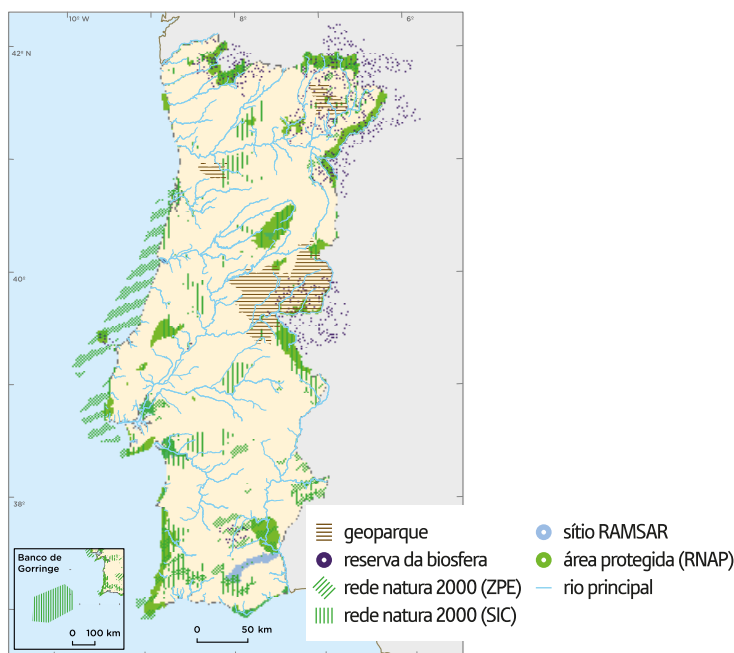 10° W
8°
6°
42° N
40°
38°
geoparque
reserva da biosfera
rede natura 2000 (ZPE)
rede natura 2000 (SIC)
sítio RAMSAR
área protegida (RNAP)
rio principal
Banco de
Gorringe
0 100 km
0 50 km